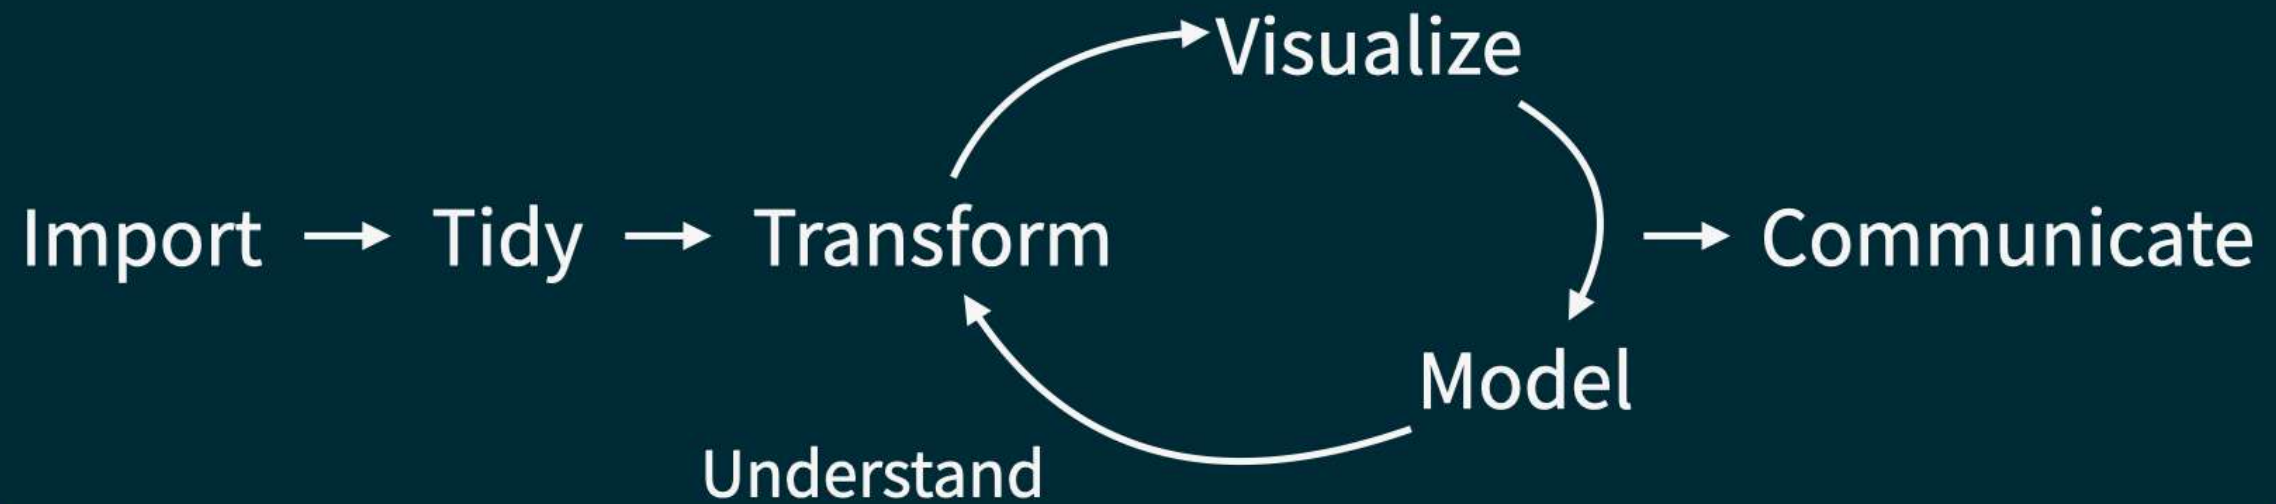 Visualize
Import → Tidy → Transform → Communicate
Model
Understand